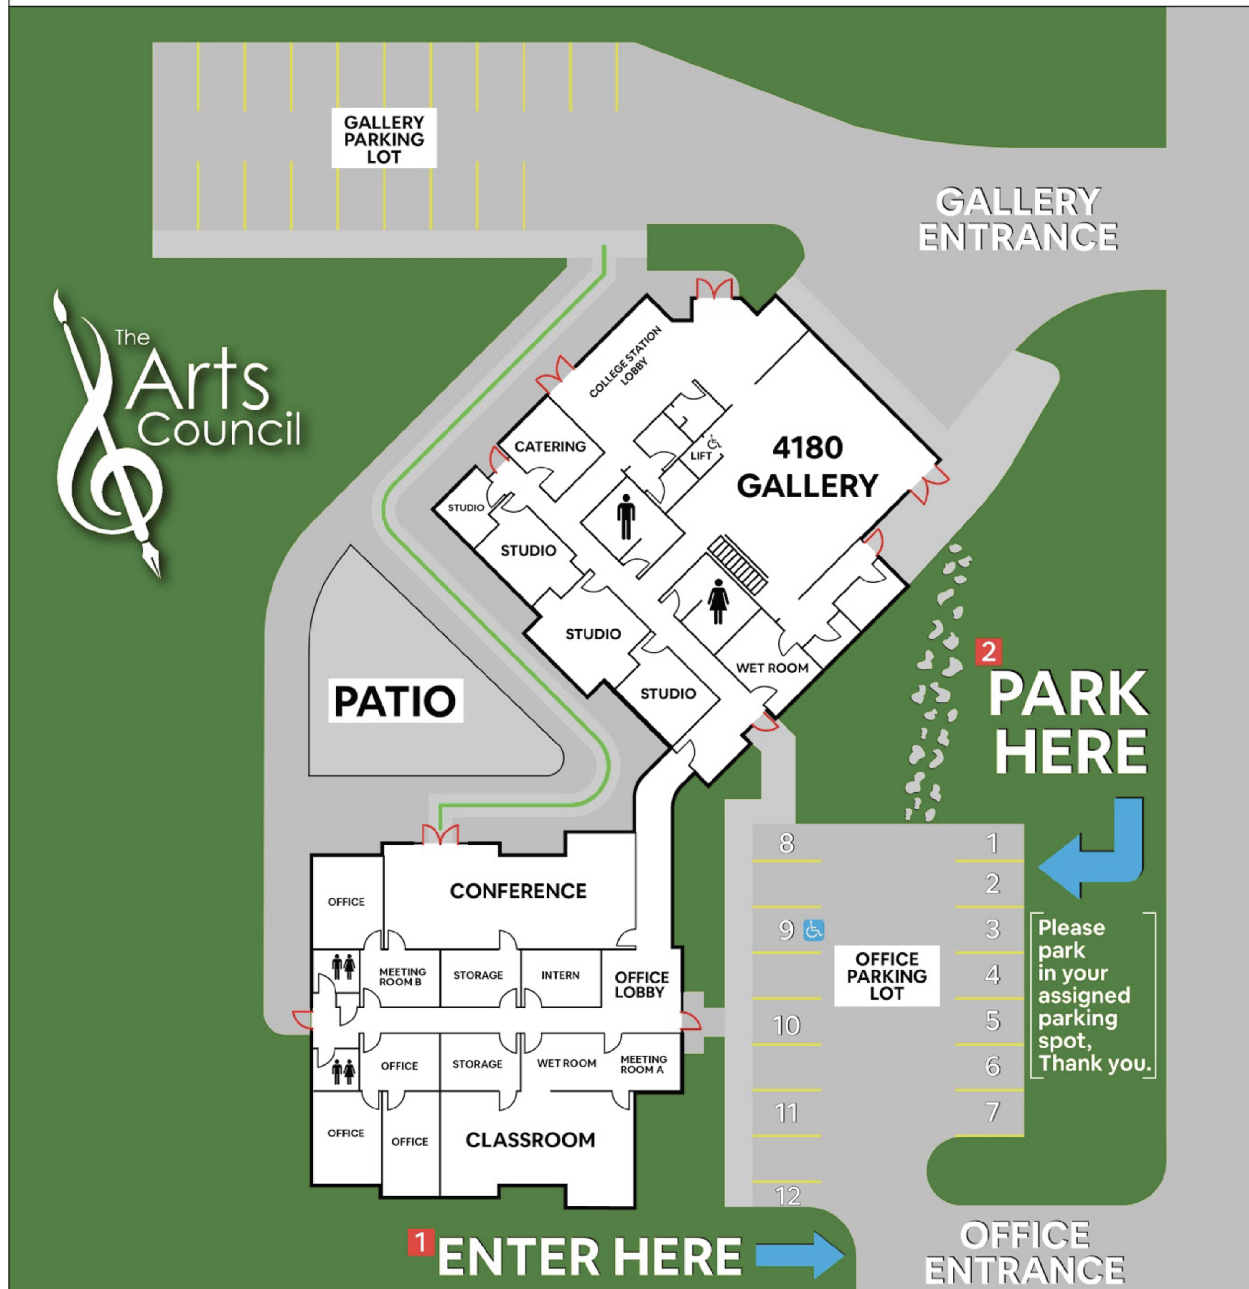 GALLERY
PARKING
LOT
GALLERY
ENTRANCE
The
Arts
Council
COLLEGE STATION
LOBBY
CATERING
LIFT
4180
GALLERY
STUDIO
STUDIO
STUDIO
STUDIO
WET ROOM
PATIO
2
PARK
HERE
8
1
2
9
3
4
10
5
6
11
7
12
OFFICE
PARKING
LOT
Please
park
in your
assigned
parking
spot,
Thank you.
OFFICE
CONFERENCE
MEETING
ROOM B
STORAGE
INTERN
OFFICE
LOBBY
OFFICE
STORAGE
WET ROOM
MEETING
ROOM A
OFFICE
OFFICE
CLASSROOM
1
ENTER HERE
OFFICE
ENTRANCE